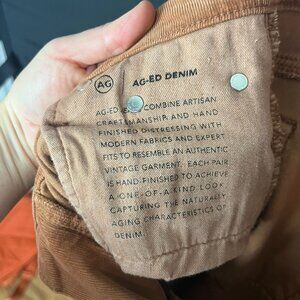 AG
AG-ED DENIM
AG-ED COMBINE ARTISAN
CRAFTSMANSHIP AND HAND
FINISHED DISTRESSING WITH
MODERN FABRICS AND EXPERT
FITS TO RESEMBLE AN AUTHENTIC
VINTAGE GARMENT. EACH PAIR
IS HAND-FINISHED TO ACHIEVE
A ONE-OF-A-KIND LOOK
CAPTURING THE NATURALLY
AGING CHARACTERISTICS OF
DENIM.